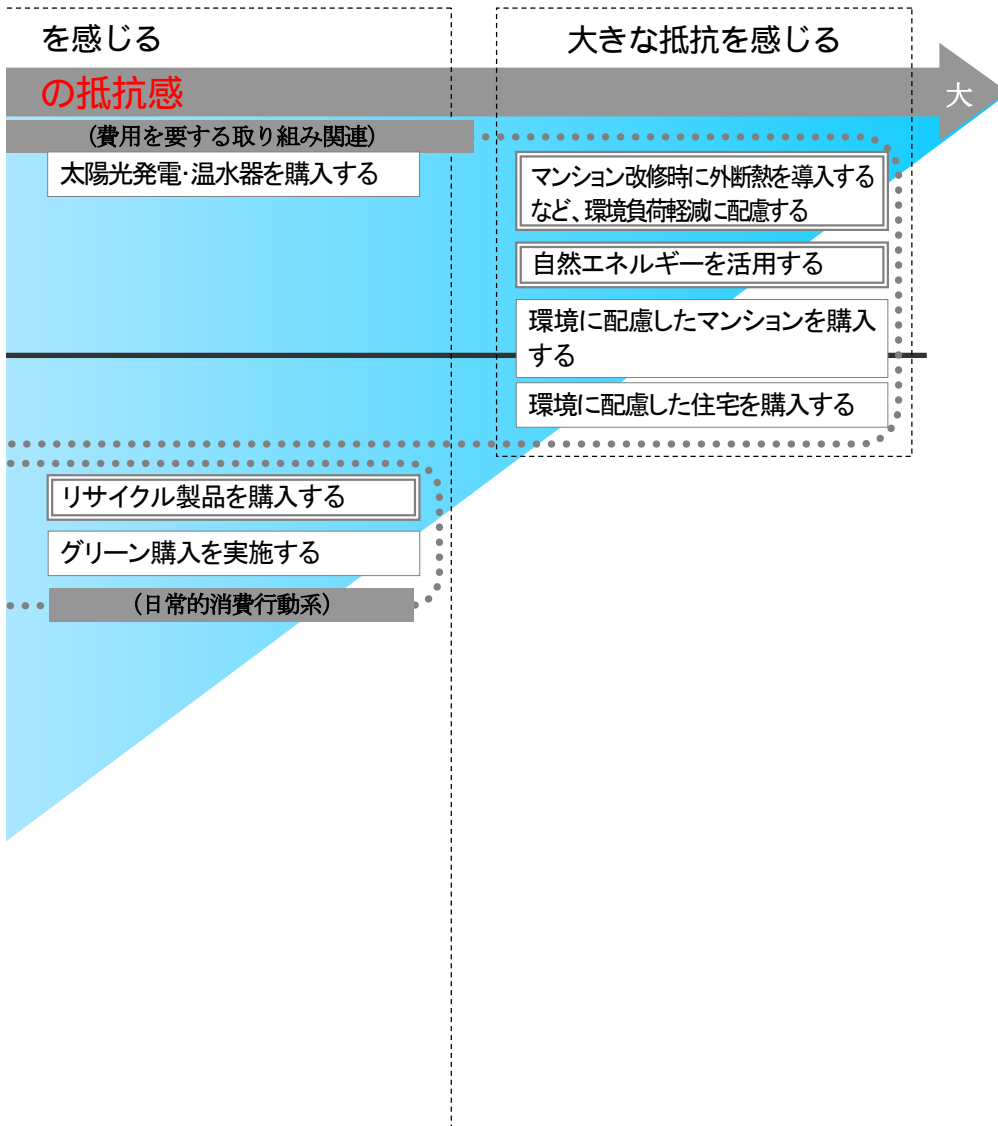 を感じる
大きな抵抗を感じる
の抵抗感
大
(費用を要する取り組み関連)
太陽光発電・温水器を購入する
マンション改修時に外断熱を導入する
など、環境負荷軽減に配慮する
自然エネルギーを活用する
環境に配慮したマンションを購入
する
環境に配慮した住宅を購入する
リサイクル製品を購入する
グリーン購入を実施する
(日常的消費行動系)